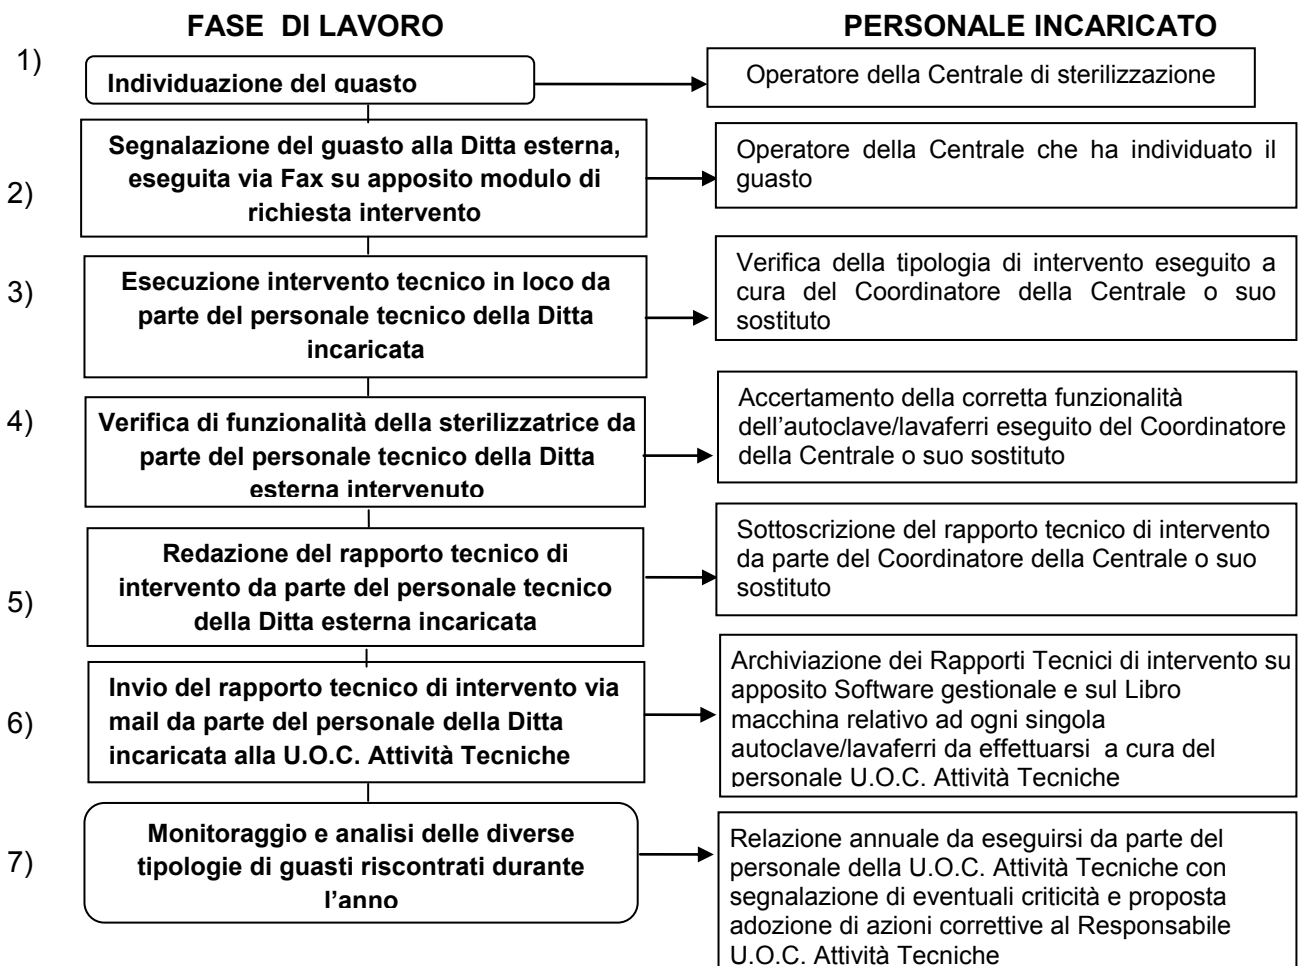 FASE DI LAVORO
PERSONALE INCARICATO
1)
Individuazione del guasto
Operatore della Centrale di sterilizzazione
2)
Segnalazione del guasto alla Ditta esterna,
eseguita via Fax su apposito modulo di
richiesta intervento
Operatore della Centrale che ha individuato il
guasto
3)
Esecuzione intervento tecnico in loco da
parte del personale tecnico della Ditta
incaricata
Verifica della tipologia di intervento eseguito a
cura del Coordinatore della Centrale o suo
sostituto
4)
Verifica di funzionalità della sterilizzatrice da
parte del personale tecnico della Ditta
esterna intervenuto
Accertamento della corretta funzionalità
dell’autoclave/lavaferri eseguito del Coordinatore
della Centrale o suo sostituto
5)
Redazione del rapporto tecnico di
intervento da parte del personale tecnico
della Ditta esterna incaricata
Sottoscrizione del rapporto tecnico di intervento
da parte del Coordinatore della Centrale o suo
sostituto
6)
Invio del rapporto tecnico di intervento via
mail da parte del personale della Ditta
incaricata alla U.O.C. Attività Tecniche
Archiviazione dei Rapporti Tecnici di intervento su
apposito Software gestionale e sul Libro
macchina relativo ad ogni singola
autoclave/lavaferri da effettuarsi a cura del
personale U.O.C. Attività Tecniche
7)
Monitoraggio e analisi delle diverse
tipologie di guasti riscontrati durante
l’anno
Relazione annuale da eseguirsi da parte del
personale della U.O.C. Attività Tecniche con
segnalazione di eventuali criticità e proposta
adozione di azioni correttive al Responsabile
U.O.C. Attività Tecniche